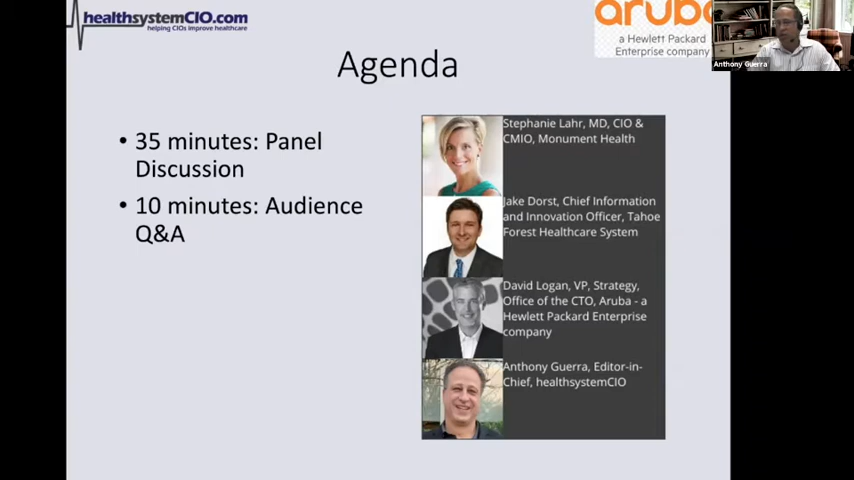 healthsystemCIO.com
helping CIOs improve healthcare
aruba
a Hewlett Packard
Enterprise company
Anthony Guerra
Agenda
• 35 minutes: Panel
Discussion
• 10 minutes: Audience
Q&A
Stephanie Lahr, MD, CIO &
CMIO, Monument Health
Jake Dorst, Chief Information
and Innovation Officer, Tahoe
Forest Healthcare System
David Logan, VP, Strategy,
Office of the CTO, Aruba - a
Hewlett Packard Enterprise
company
Anthony Guerra, Editor-in-
Chief, healthsystemCIO